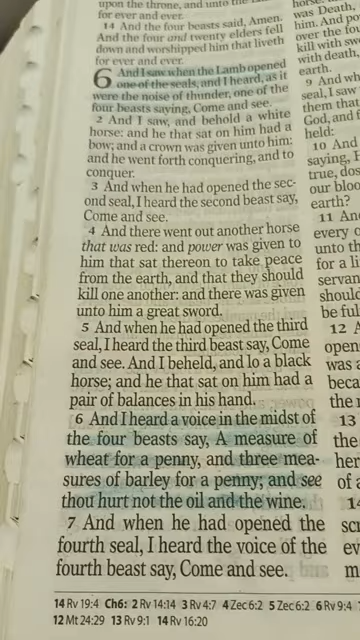 upon the throne, and unto the
for ever and ever.
14 And the four beasts said, Amen.
And the four and twenty elders fell
down and worshipped him that liveth
for ever and ever.
6 And I saw when the Lamb opened
one of the seals, and I heard, as it
were the noise of thunder, one of the
four beasts saying, Come and see.
2 And I saw, and behold a white
horse: and he that sat on him had a
bow; and a crown was given unto him:
and he went forth conquering, and to
conquer.
3 And when he had opened the sec-
ond seal, I heard the second beast say,
Come and see.
4 And there went out another horse
that was red: and power was given to
him that sat thereon to take peace
from the earth, and that they should
kill one another: and there was given
unto him a great sword.
5 And when he had opened the third
seal, I heard the third beast say, Come
and see. And I beheld, and lo a black
horse; and he that sat on him had a
pair of balances in his hand.
6 And I heard a voice in the midst of
the four beasts say, A measure of
wheat for a penny, and three mea-
sures of barley for a penny; and see
thou hurt not the oil and the wine.
7 And when he had opened the
fourth seal, I heard the voice of the
fourth beast say, Come and see.
horse:
was Death,
him. And po
over the fou
kill with sw
with death,
earth.
9 And wh
seal, I saw
them that
God, and f
held:
10 And
saying, H
true, dos
our bloo
earth?
11 An
every o
unto th
for a li
servan
should
be ful
12 A
open
was a
beca
the
13
the
her
of
14
scr
ev
m
14 Rv 19:4 Ch6: 2 Rv 14:14 3 Rv 4:7 4 Zec 6:2 5 Zec 6:2 6 Rv 9:4
12 Mt 24:29 13 Rv 9:1 14 Rv 16:20